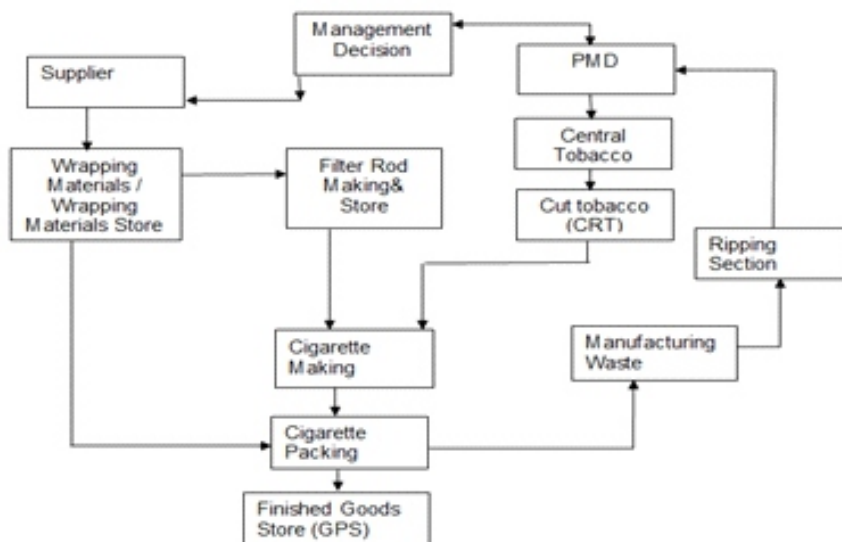 Management
Decision
PMD
Supplier
Central
Tobacco
Wrapping
Materials /
Wrapping
Materials Store
Filter Rod
Making&
Store
Cut tobacco
(CRT)
Ripping
Section
Cigarette
Making
Manufacturing
Waste
Cigarette
Packing
Finished Goods
Store (GPS)